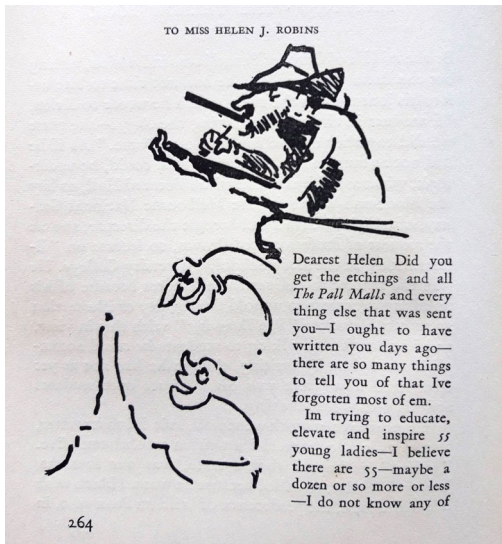 TO MISS HELEN J. ROBINS
Dearest Helen Did you
get the etchings and all
The Pall Malls and every
thing else that was sent
you—I ought to have
written you days ago—
there are so many things
to tell you of that Ive
forgotten most of em.
Im trying to educate,
elevate and inspire 55
young ladies—I believe
there are 55—maybe a
dozen or so more or less
—I do not know any of
264